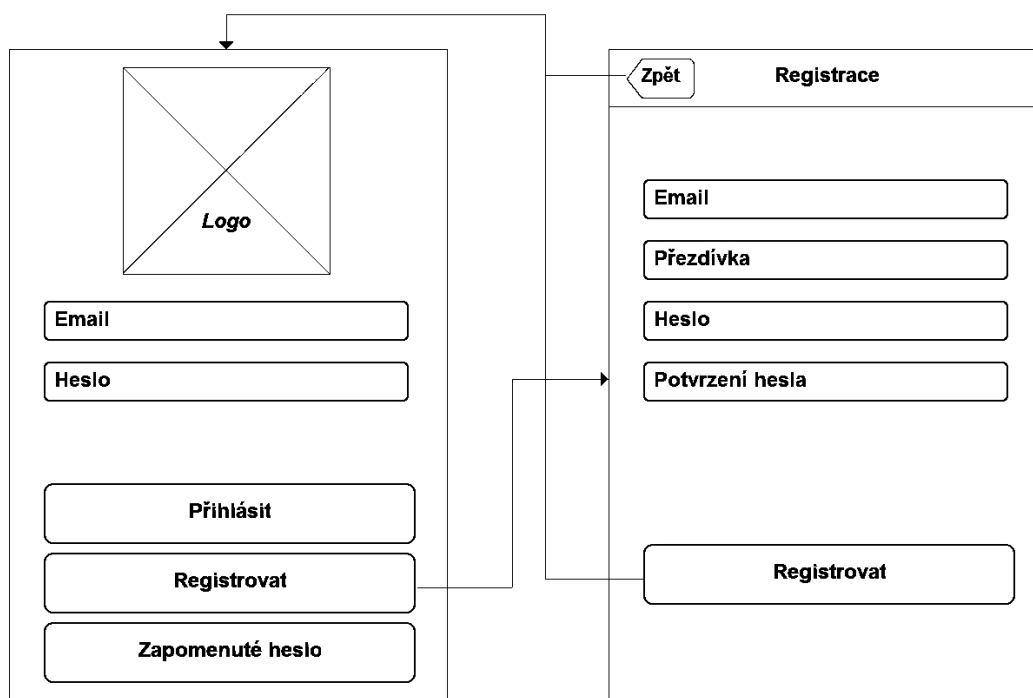 Logo
Email
Heslo
Přihlásit
Registrovat
Zapomenuté heslo
Zpět
Registrace
Email
Přezdívka
Heslo
Potvrzení hesla
Registrovat